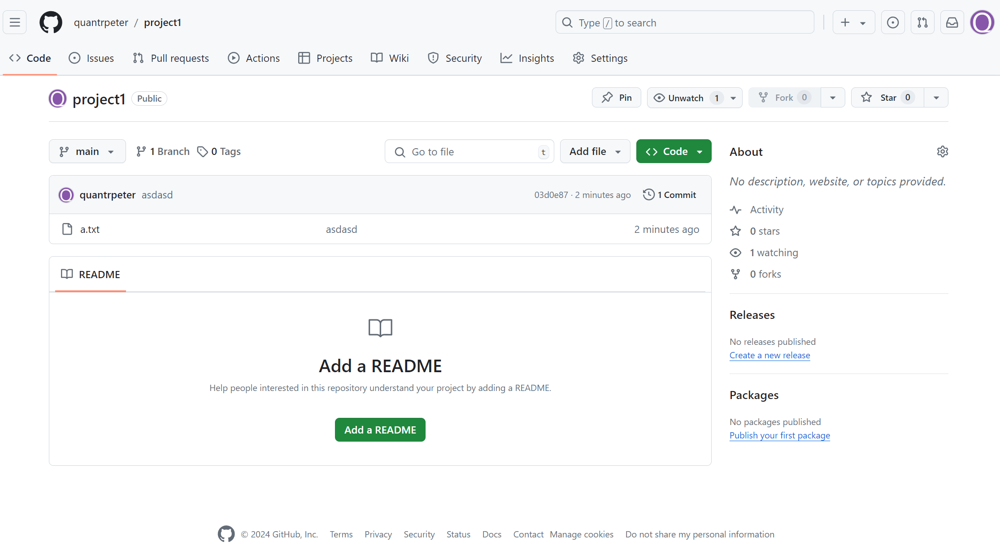 quantrpeter / project1
Type / to search
Code Issues Pull requests Actions Projects Wiki Security Insights Settings
project1 Public
Pin Unwatch 1 Fork 0 Star 0
main 1 Branch 0 Tags Go to file t Add file Code
quantrpeter asdasd 03d0e87 · 2 minutes ago 1 Commit
a.txt asdasd 2 minutes ago
README
Add a README
Help people interested in this repository understand your project by adding a README.
Add a README
About
No description, website, or topics provided.
Activity
0 stars
1 watching
0 forks
Releases
No releases published
Create a new release
Packages
No packages published
Publish your first package
© 2024 GitHub, Inc. Terms Privacy Security Status Docs Contact Manage cookies Do not share my personal information